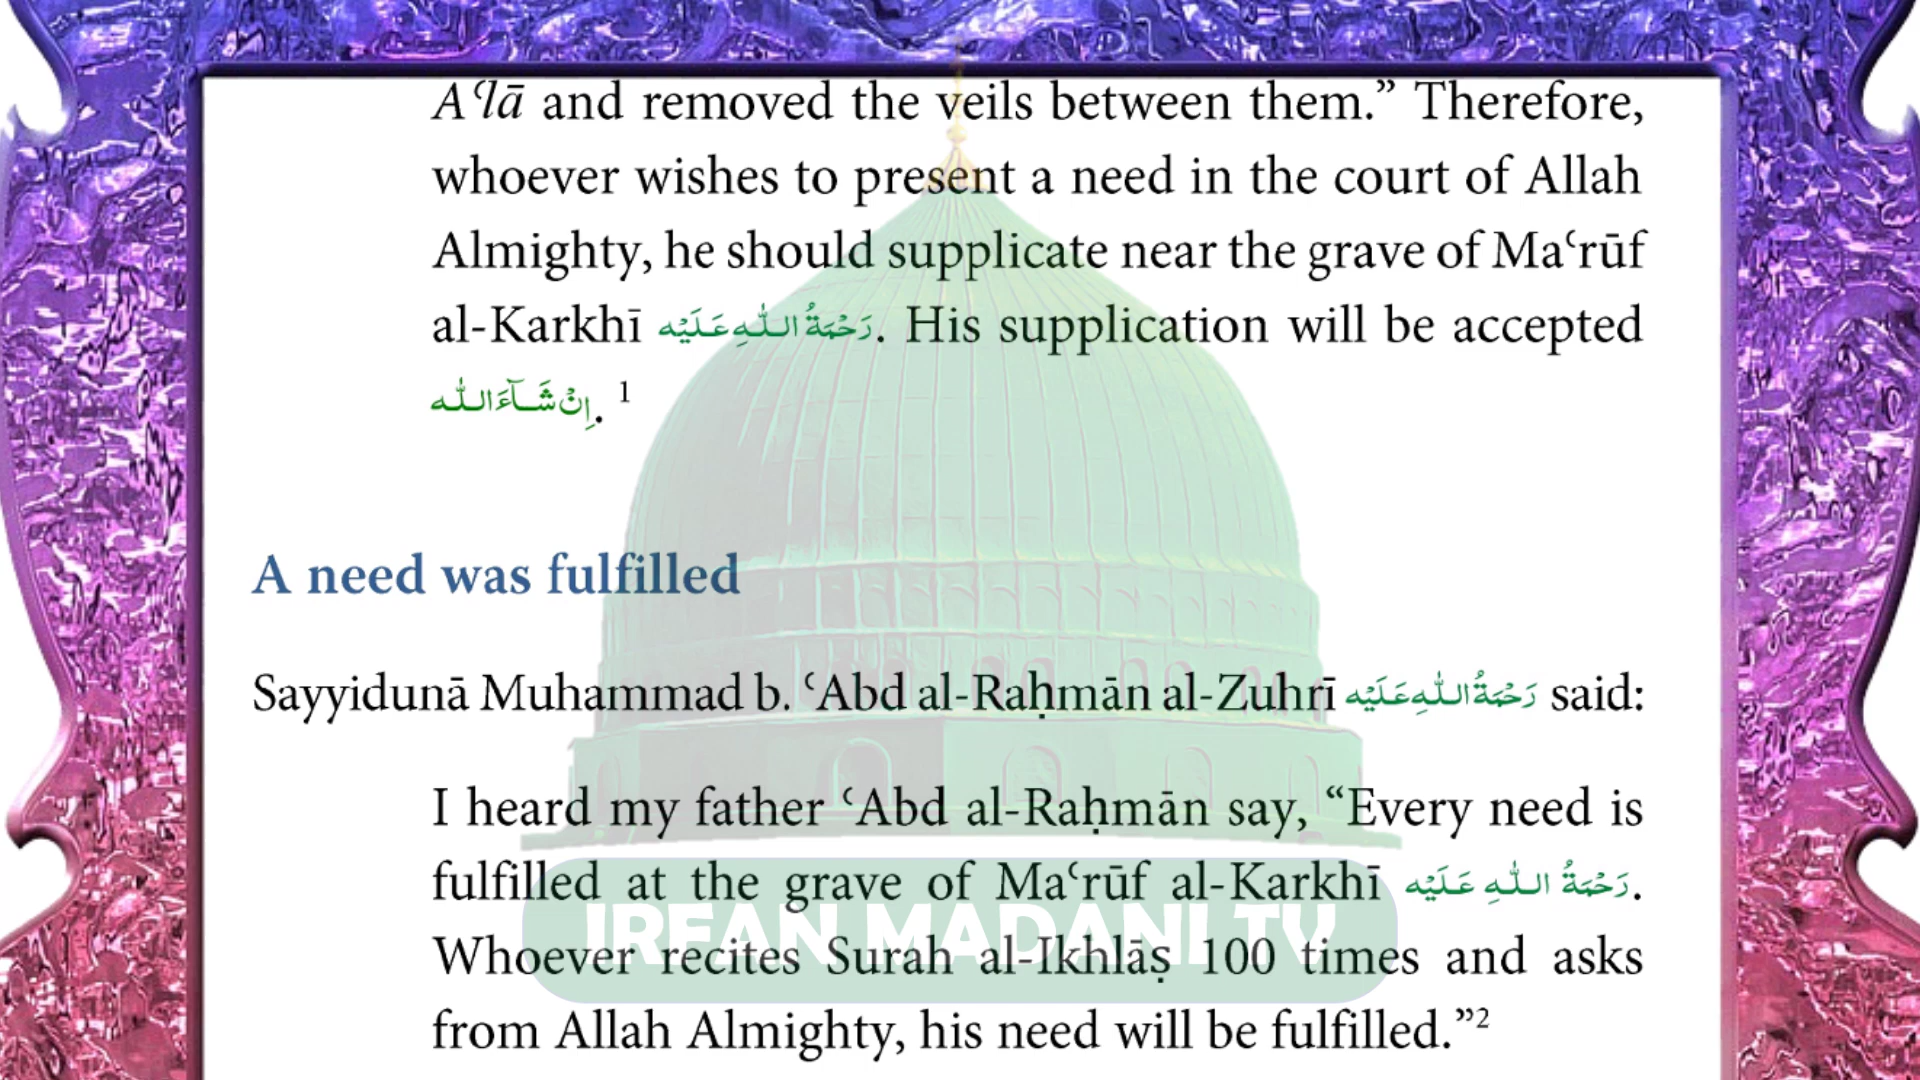 Aʿlā and removed the veils between them.” Therefore,
whoever wishes to present a need in the court of Allah
Almighty, he should supplicate near the grave of Maʿrūf
al-Karkhī رَحْمَةُ اللّٰهِ عَلَيْه. His supplication will be accepted
اِنْ شَآءَ اللّٰه. 1
A need was fulfilled
Sayyidunā Muhammad b. ʿAbd al-Raḥmān al-Zuhrī رَحْمَةُ اللّٰهِ عَلَيْه said:
I heard my father ʿAbd al-Raḥmān say, “Every need is
fulfilled at the grave of Maʿrūf al-Karkhī رَحْمَةُ اللّٰهِ عَلَيْه.
IRFAN MADANI TV
Whoever recites Surah al-Ikhlāṣ 100 times and asks
from Allah Almighty, his need will be fulfilled.”2